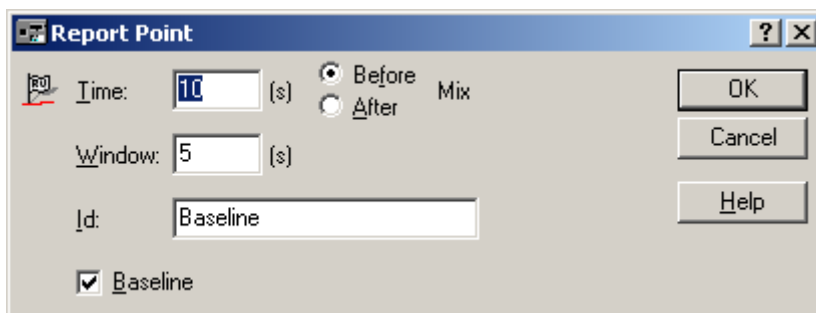 Report Point
Time: 10 (s) Before Mix OK
After
Window: 5 (s) Cancel
Id: Baseline Help
Baseline